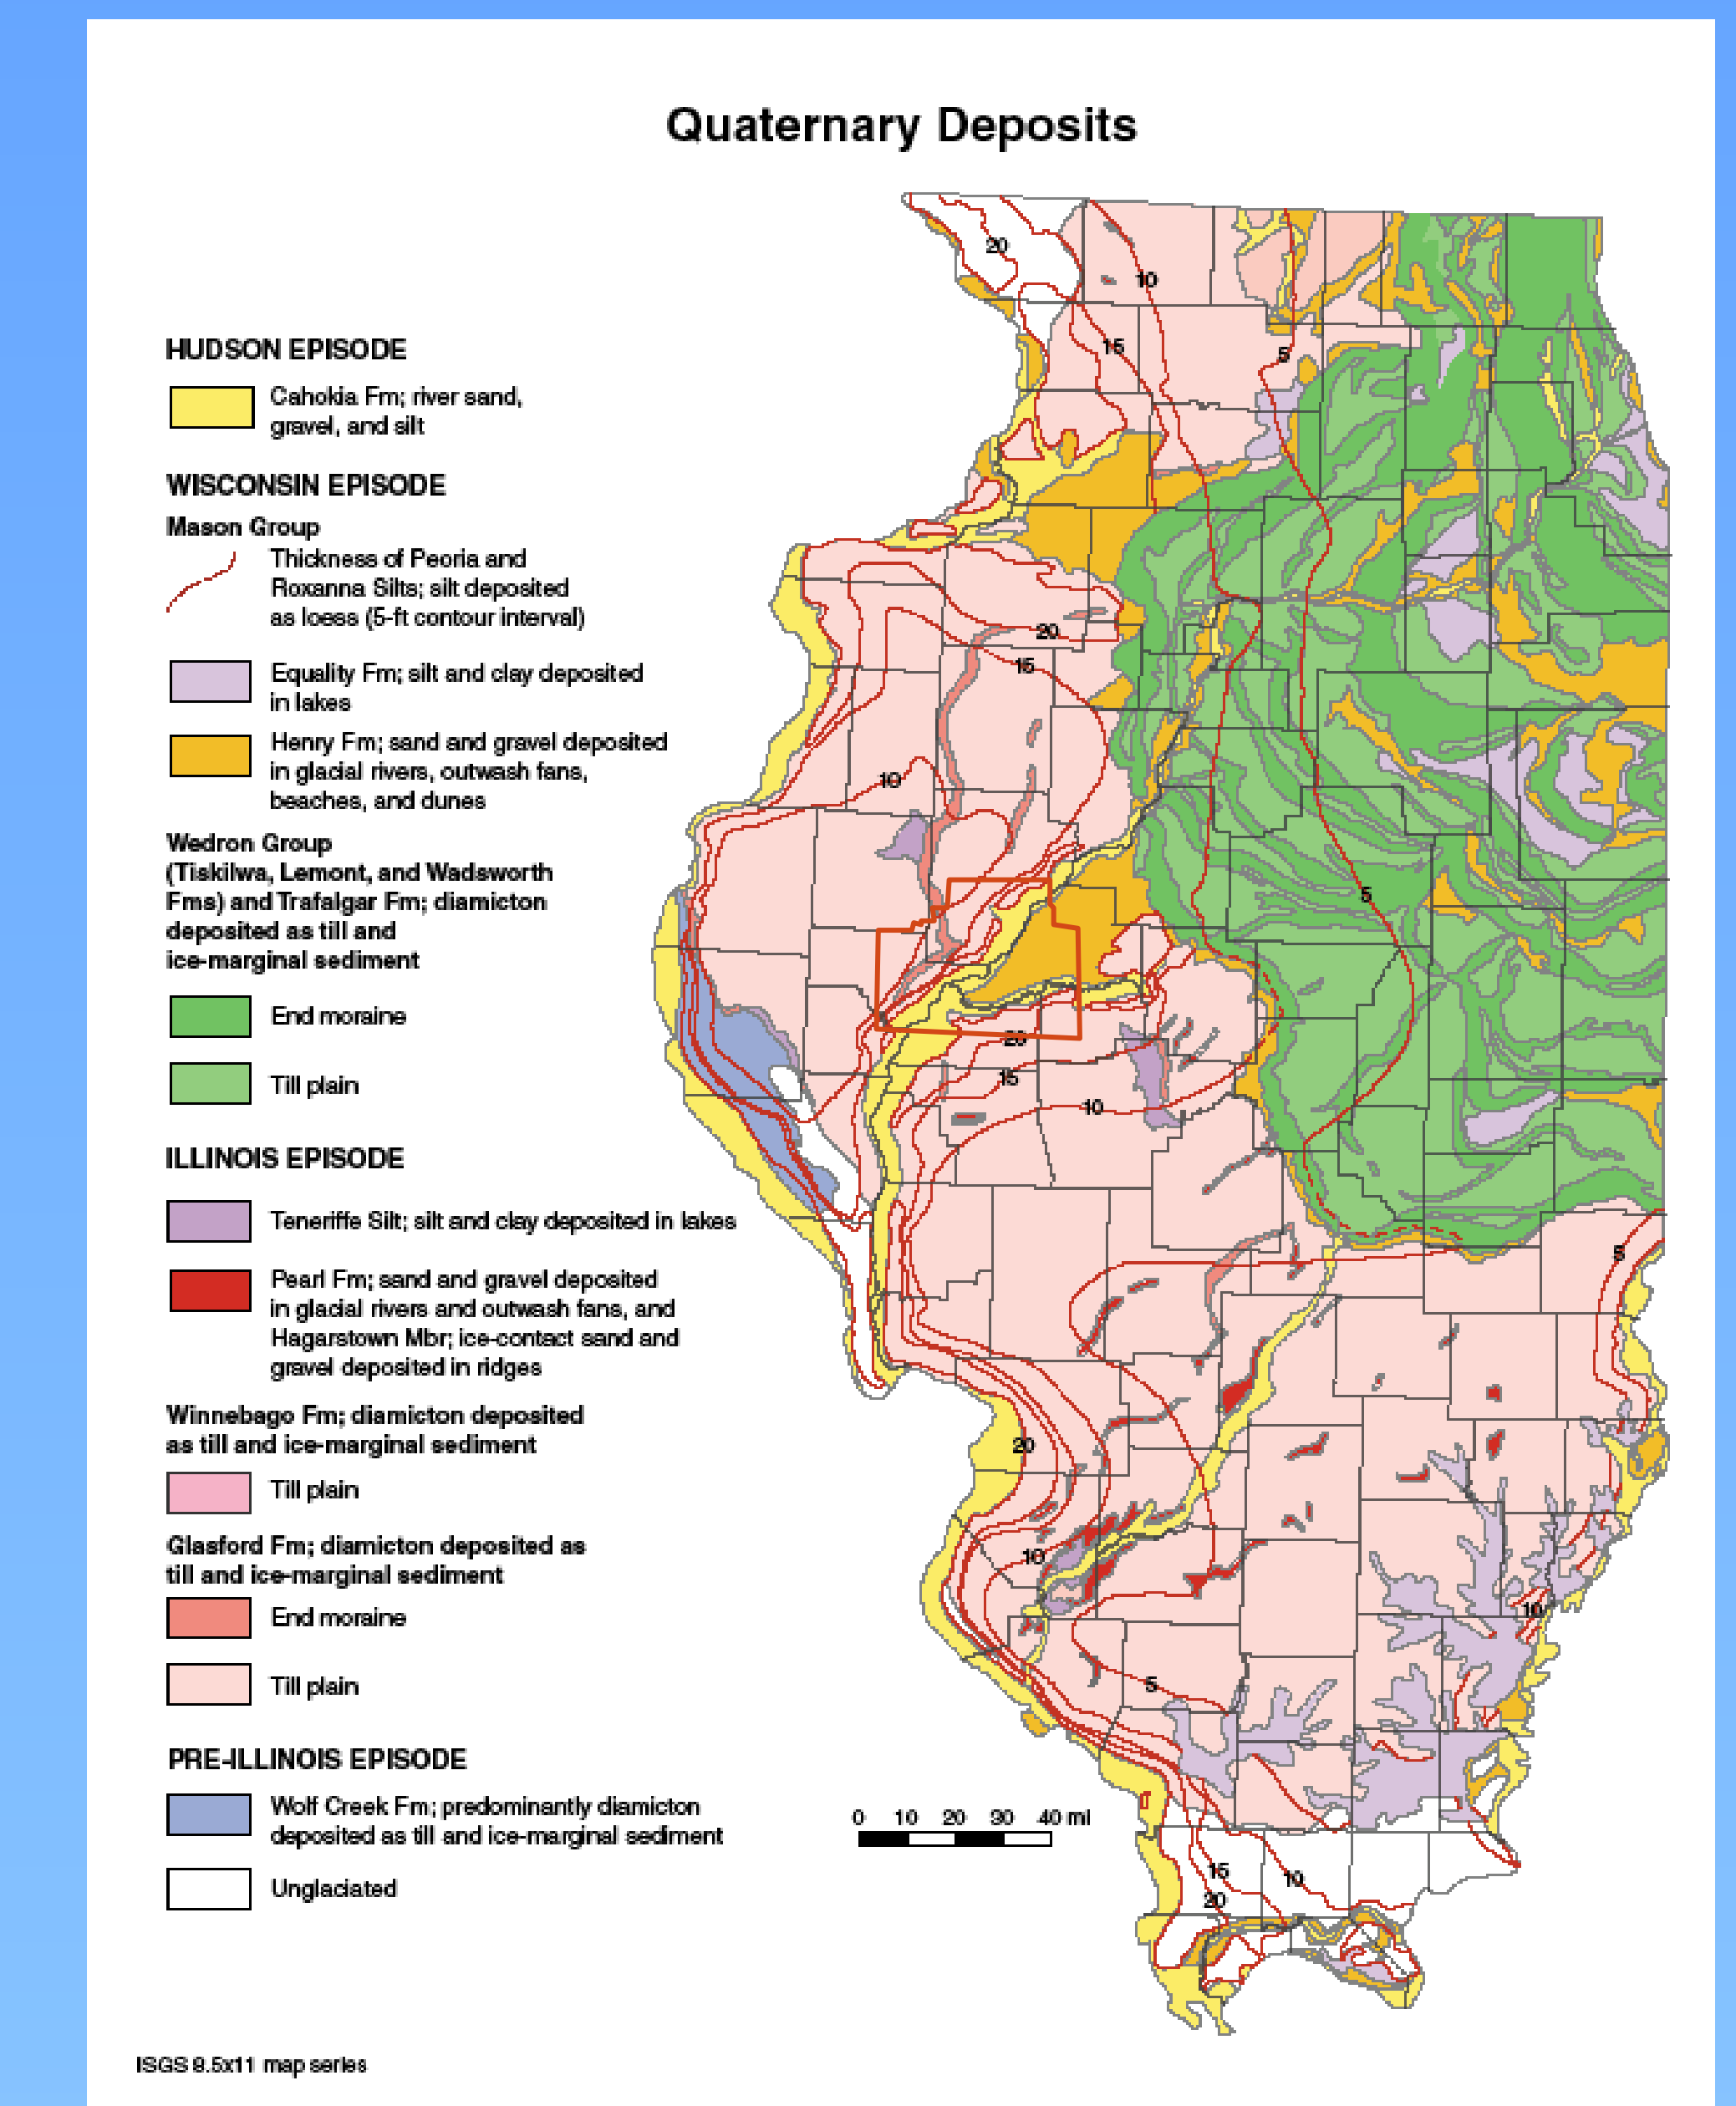 Quaternary Deposits
HUDSON EPISODE
Cahokia Fm; river sand,
gravel, and silt
WISCONSIN EPISODE
Mason Group
Thickness of Peoria and
Roxanna Silts; silt deposited
as loess (5-ft contour interval)
Equality Fm; silt and clay deposited
in lakes
Henry Fm; sand and gravel deposited
in glacial rivers, outwash fans,
beaches, and dunes
Wedron Group
(Tiskilwa, Lemont, and Wadsworth
Fms) and Trafalgar Fm; diamicton
deposited as till and
ice-marginal sediment
End moraine
Till plain
ILLINOIS EPISODE
Teneriffe Silt; silt and clay deposited in lakes
Pearl Fm; sand and gravel deposited
in glacial rivers and outwash fans, and
Hagarstown Mbr; ice-contact sand and
gravel deposited in ridges
Winnebago Fm; diamicton deposited
as till and ice-marginal sediment
Till plain
Glasford Fm; diamicton deposited as
till and ice-marginal sediment
End moraine
Till plain
PRE-ILLINOIS EPISODE
Wolf Creek Fm; predominantly diamicton
deposited as till and ice-marginal sediment
Unglaciated
20
10
15
5
20
15
10
5
20
15
10
5
20
10
10
5
0 10 20 30 40 mi
15
10
20
ISGS 8.5x11 map series